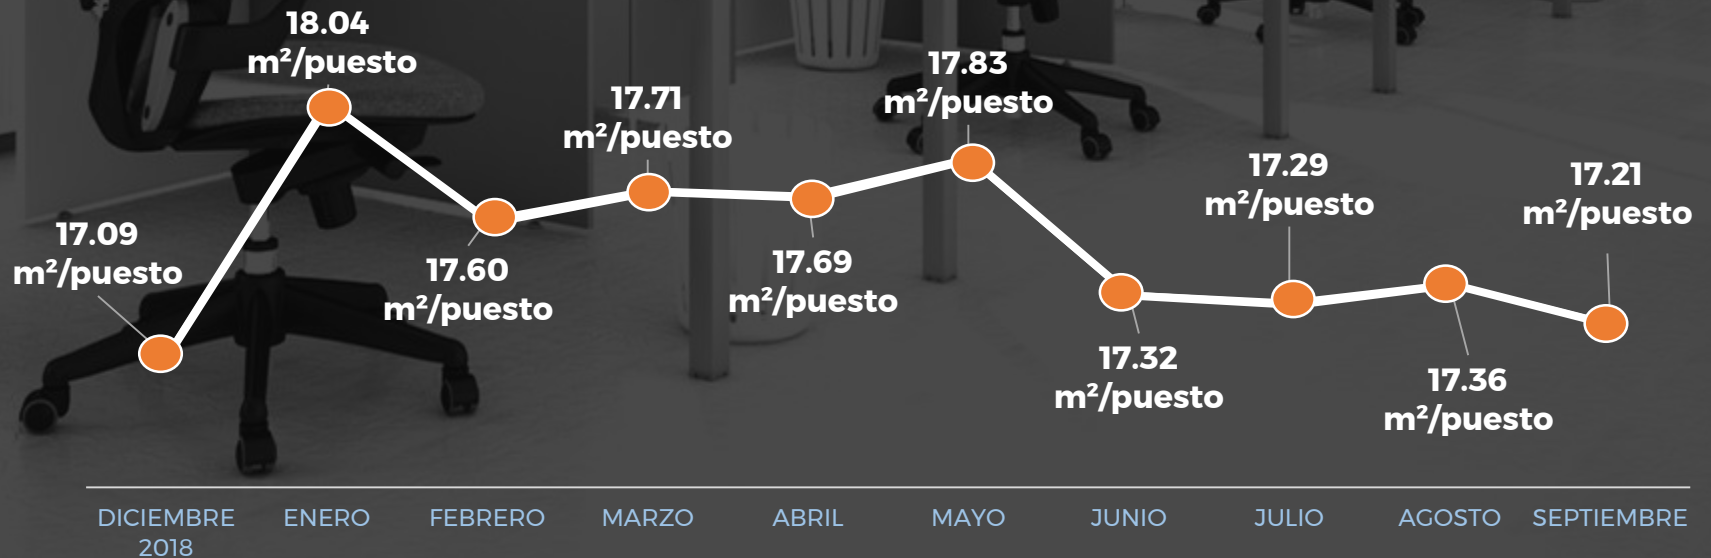 18.04
m²/puesto
17.83
m²/puesto
17.71
m²/puesto
17.29
m²/puesto
17.21
m²/puesto
17.09
m²/puesto
17.60
m²/puesto
17.69
m²/puesto
17.32
m²/puesto
17.36
m²/puesto
DICIEMBRE
2018
ENERO
FEBRERO
MARZO
ABRIL
MAYO
JUNIO
JULIO
AGOSTO
SEPTIEMBRE